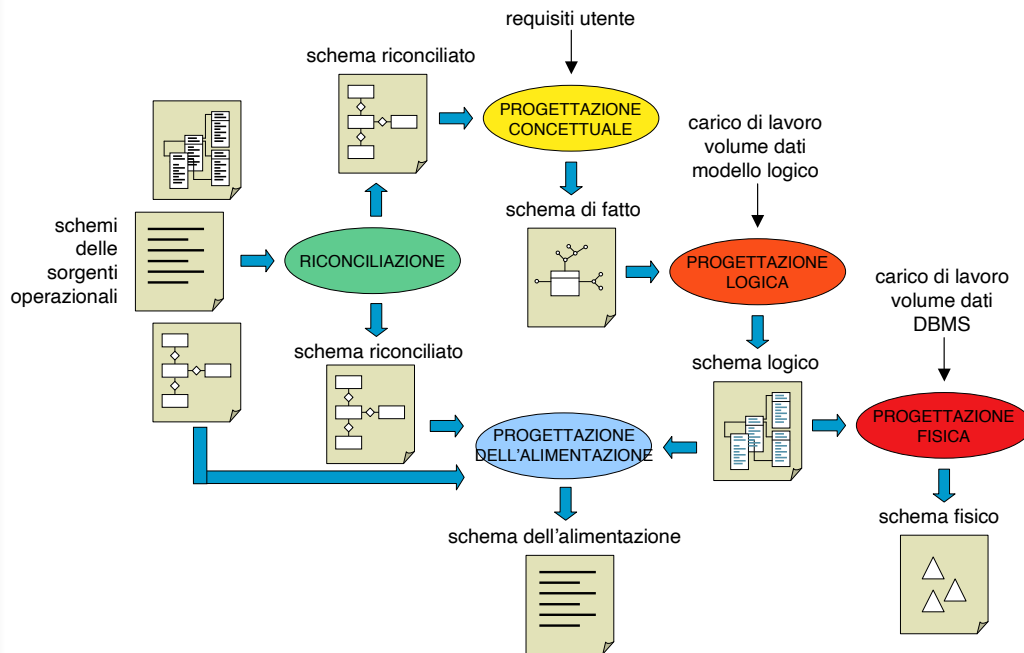 requisiti utente
schema riconciliato
PROGETTAZIONE
CONCETTUALE
carico di lavoro
volume dati
modello logico
schemi
delle
sorgenti
operazionali
RICONCILIAZIONE
schema di fatto
PROGETTAZIONE
LOGICA
carico di lavoro
volume dati
DBMS
schema riconciliato
schema logico
PROGETTAZIONE
DELL'ALIMENTAZIONE
PROGETTAZIONE
FISICA
schema dell'alimentazione
schema fisico